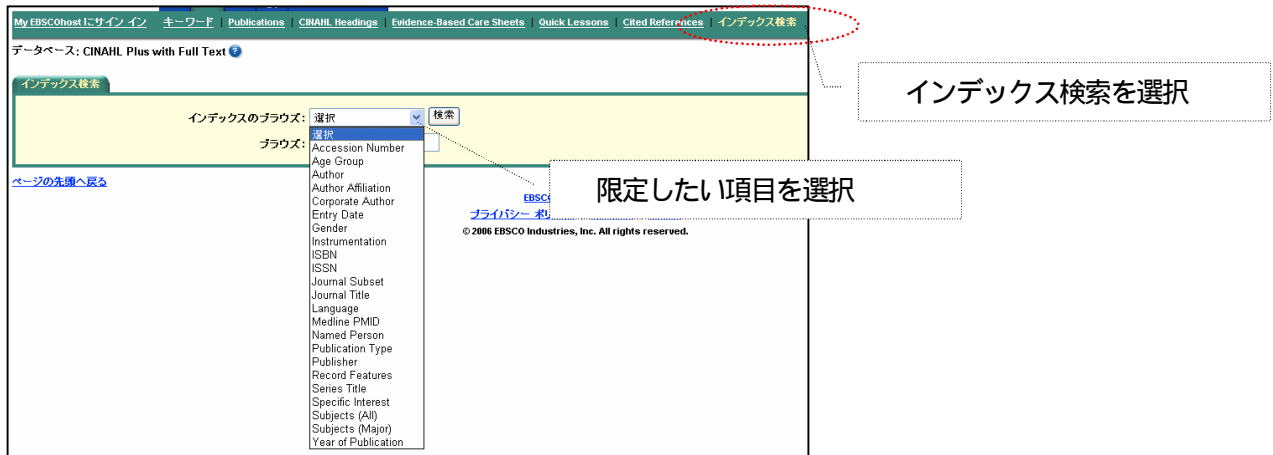 My EBSCOhost にサイン イン キーワード | Publications | CINAHL Headings | Evidence-Based Care Sheets | Quick Lessons | Cited References | インデックス検索
データベース: CINAHL Plus with Full Text
インデックス検索を選択
インデックス検索
インデックスのブラウズ: 選択 検索
ブラウズ:
選択
Accession Number
Age Group
Author
Author Affiliation
Corporate Author
Entry Date
Gender
Instrumentation
ISBN
ISSN
Journal Subset
Journal Title
Language
Medline PMID
Named Person
Publication Type
Publisher
Record Features
Series Title
Specific Interest
Subjects (All)
Subjects (Major)
Year of Publication
限定したい項目を選択
ページの先頭へ戻る
EBSC
プライバシー
© 2006 EBSCO Industries, Inc. All rights reserved.